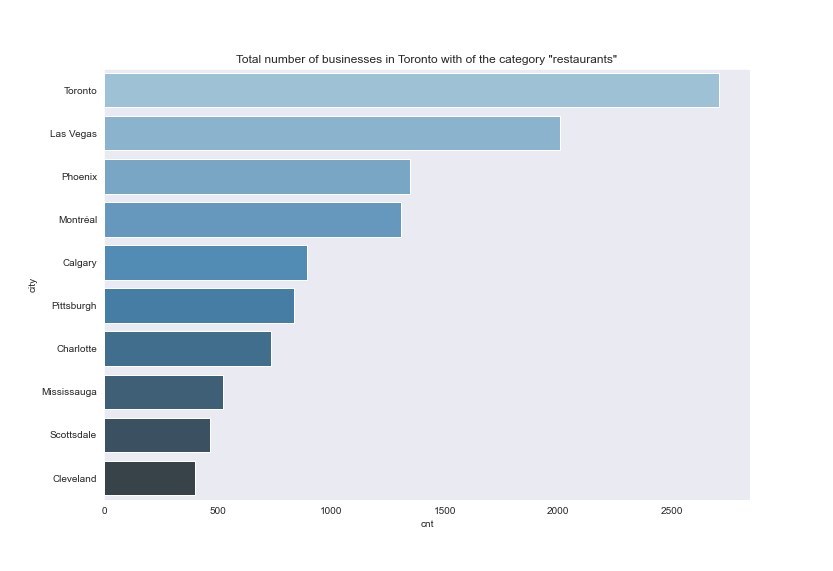 Total number of businesses in Toronto with of the category "restaurants"
city
Toronto
Las Vegas
Phoenix
Montréal
Calgary
Pittsburgh
Charlotte
Mississauga
Scottsdale
Cleveland
0 500 1000 1500 2000 2500
cnt